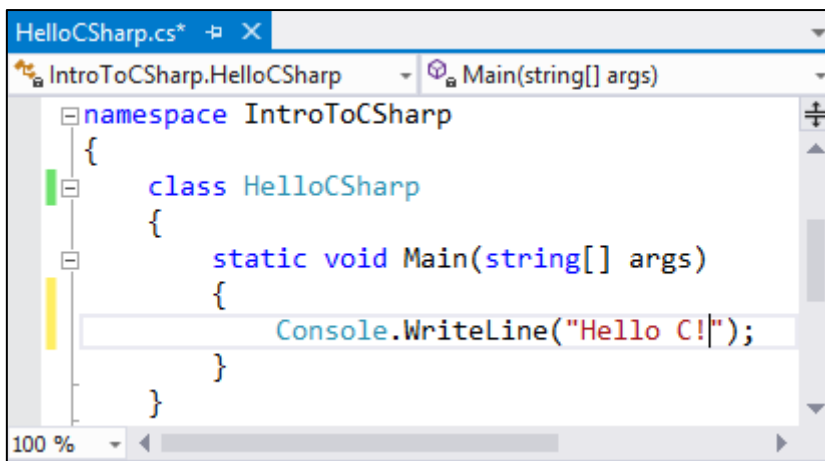 HelloCSharp.cs*
IntroToCSharp.HelloCSharp Main(string[] args)
namespace IntroToCSharp
{
class HelloCSharp
{
static void Main(string[] args)
{
Console.WriteLine("Hello C!");
}
}
100 %